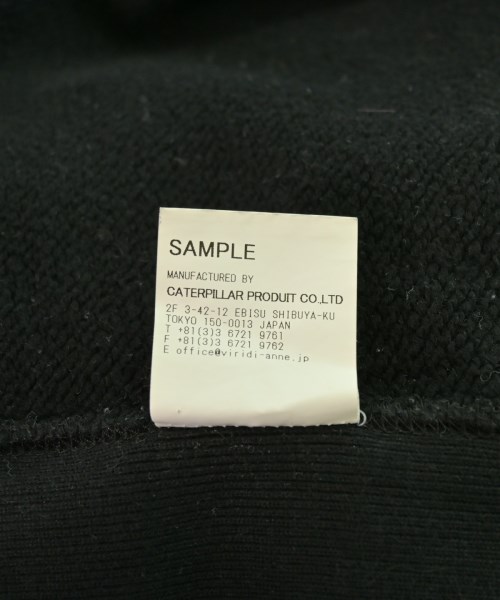 SAMPLE
MANUFACTURED BY
CATERPILLAR PRODUIT CO.,LTD
2F 3-42-12 EBISU SHIBUYA-KU
TOKYO 150-0013 JAPAN
T +81(3)3 6721 9761
F +81(3)3 6721 9762
E office@viridi-anne.jp